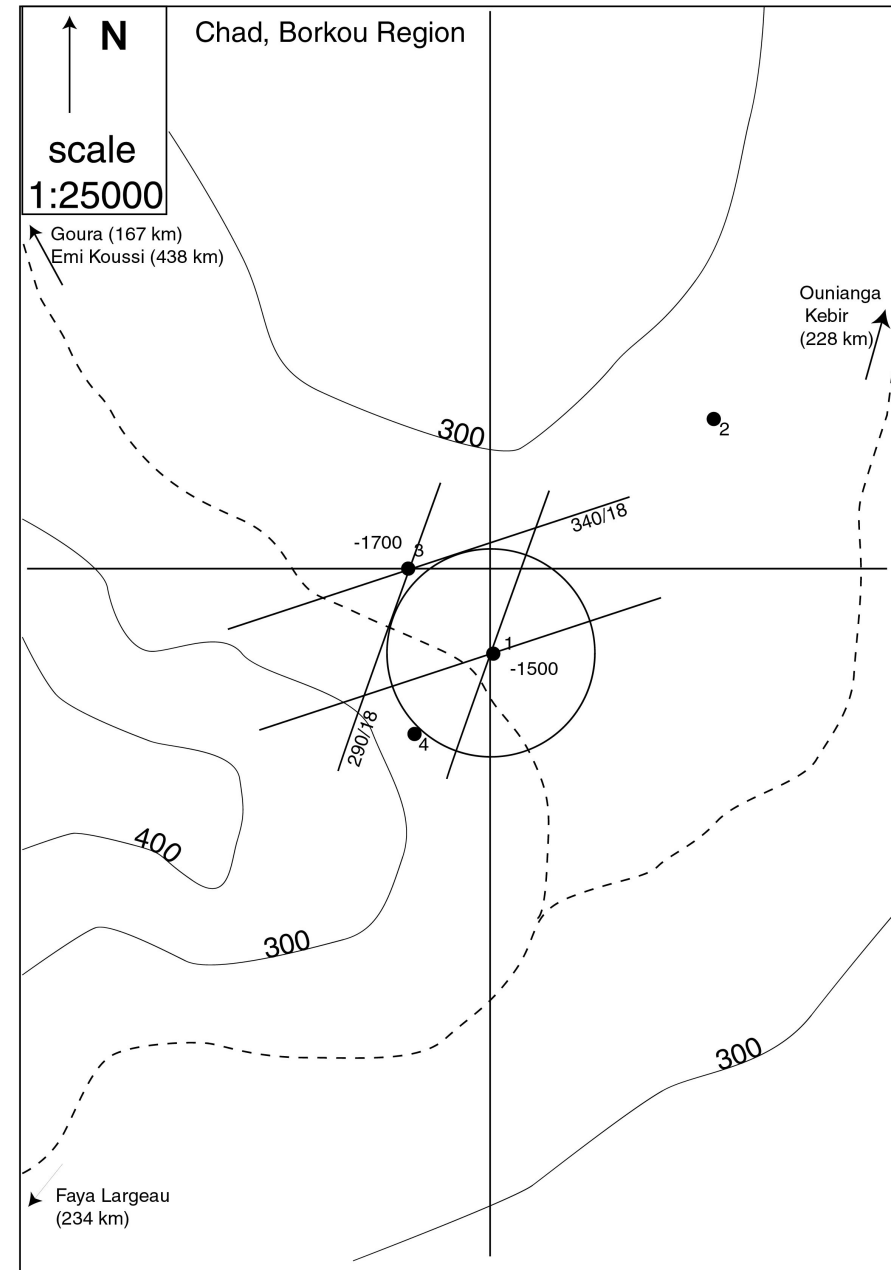 N
Chad, Borkou Region
scale
1:25000
Goura (167 km)
Emi Koussi (438 km)
Ounianga
Kebir
(228 km)
300
2
340/18
-1700
3
1
-1500
290/18
4
400
300
300
Faya Largeau
(234 km)